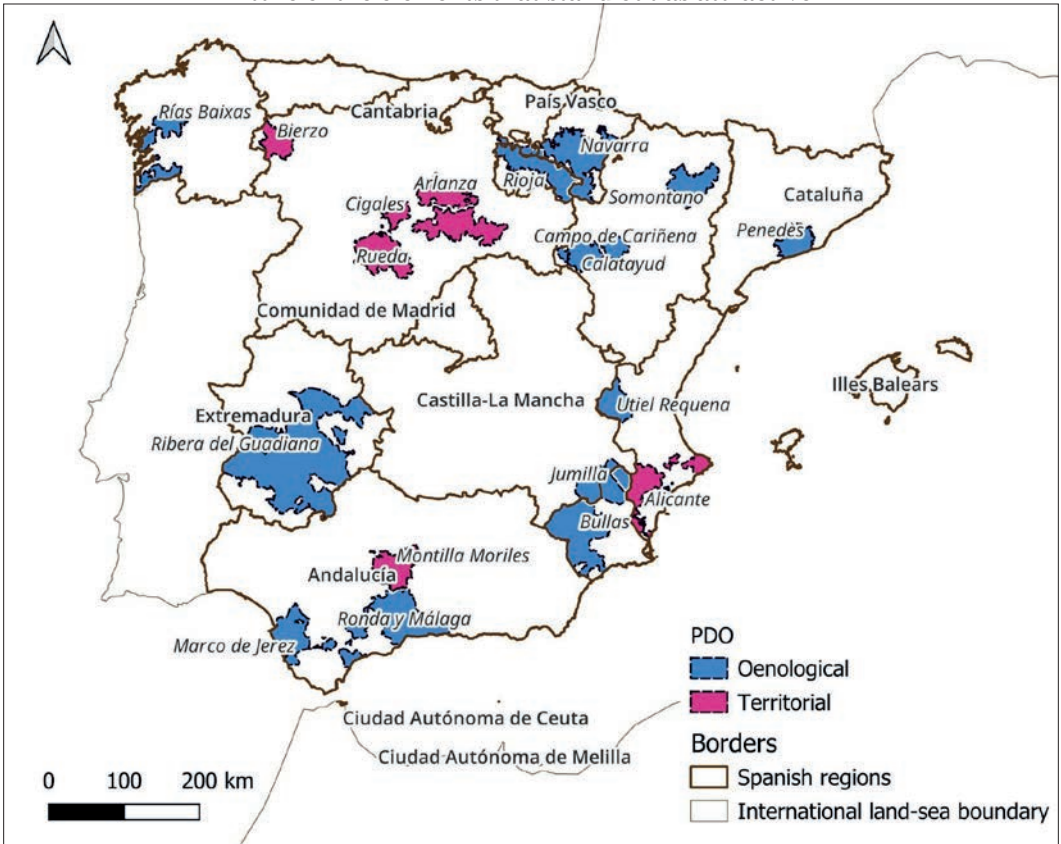 Cantabria
País Vasco
Rías Baixas
Bierzo
Navarra
Arlanza
Rioja
Somontano
Cataluña
Cigales
Penedès
Campo de Cariñena
Rueda
Calatayud
Comunidad de Madrid
Illes Balears
Castilla-La Mancha
Utiel Requena
Extremadura
Ribera del Guadiana
Jumilla
Alicante
Bullas
Montilla Moriles
Andalucía
Ronda y Málaga
Marco de Jerez
PDO
Oenological
Territorial
Ciudad Autónoma de Ceuta
Ciudad Autónoma de Melilla
Borders
Spanish regions
International land-sea boundary
0 100 200 km